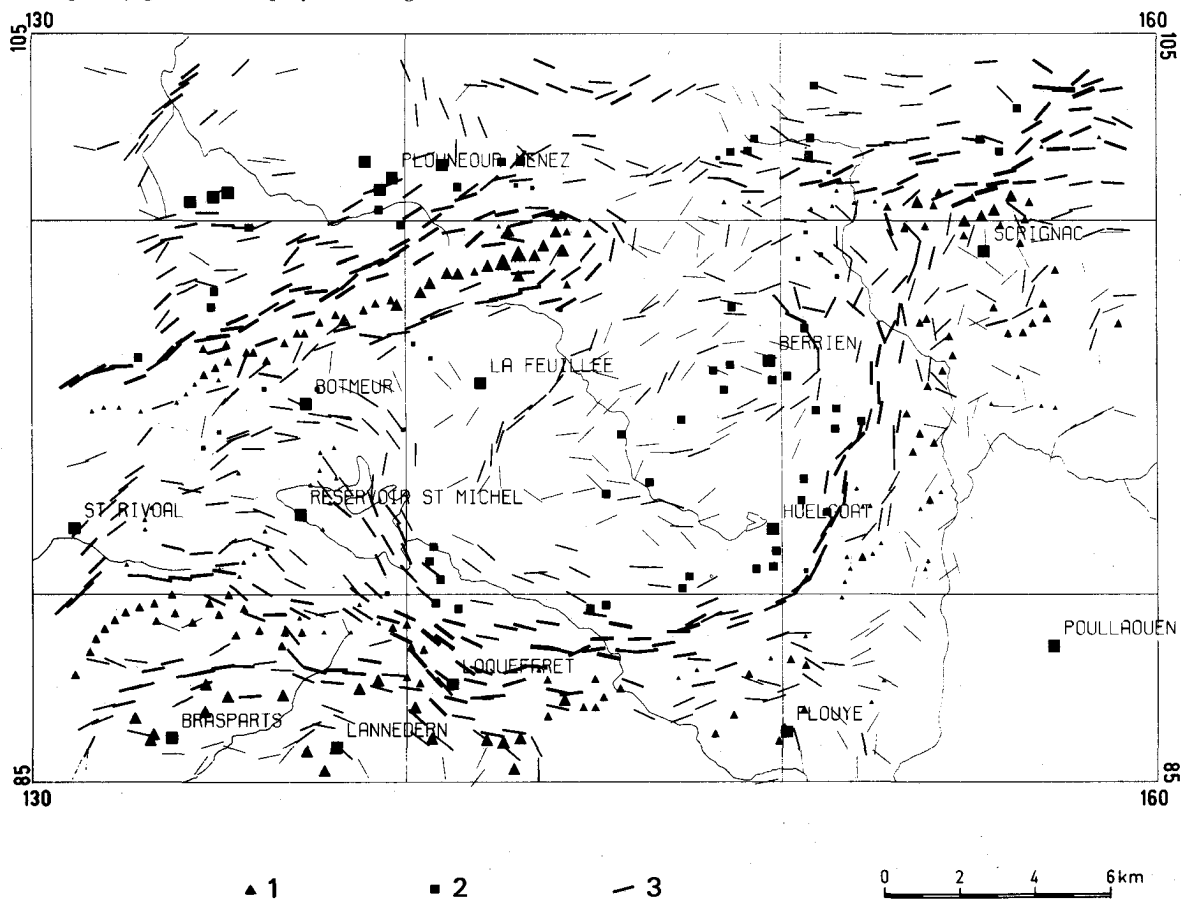 130
160
105
105
PLOUNEOUR MENEZ
SCRIGNAC
BERRIEN
LA FEUILLEE
BOTMEUR
RESERVOIR ST MICHEL
ST RIVOAL
HUELGOAT
POULLAOUEN
LOQUEFFRET
PLOUYE
BRASPARTS
LANNEDERN
85
85
130
160
1
2
3
0 2 4 6 km